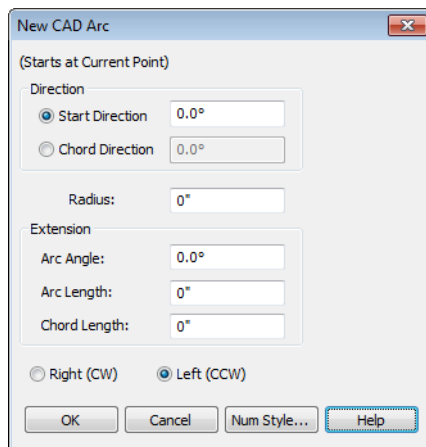 New CAD Arc
(Starts at Current Point)
Direction
Start Direction 0.0°
Chord Direction 0.0°
Radius: 0"
Extension
Arc Angle: 0.0°
Arc Length: 0"
Chord Length: 0"
Right (CW) Left (CCW)
OK Cancel Num Style... Help